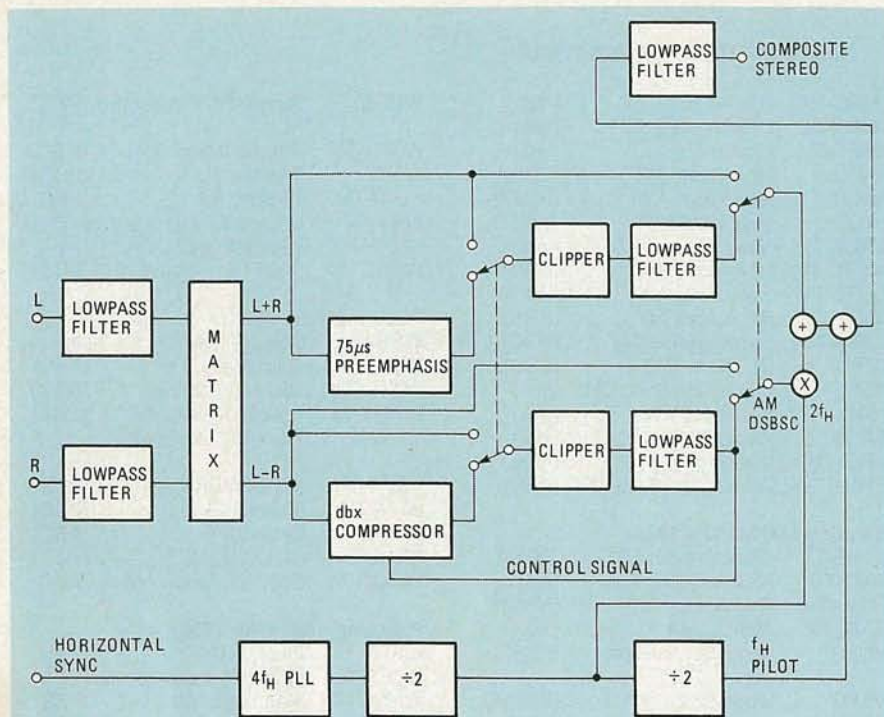 LOWPASS
FILTER
COMPOSITE
STEREO
L
LOWPASS
FILTER
MATRIX
L+R
75μs
PREEMPHASIS
CLIPPER
LOWPASS
FILTER
+
+
X
2fH
AM
DSBSC
R
LOWPASS
FILTER
L−R
dbx
COMPRESSOR
CLIPPER
LOWPASS
FILTER
CONTROL SIGNAL
HORIZONTAL
SYNC
4fH PLL
÷2
÷2
fH
PILOT